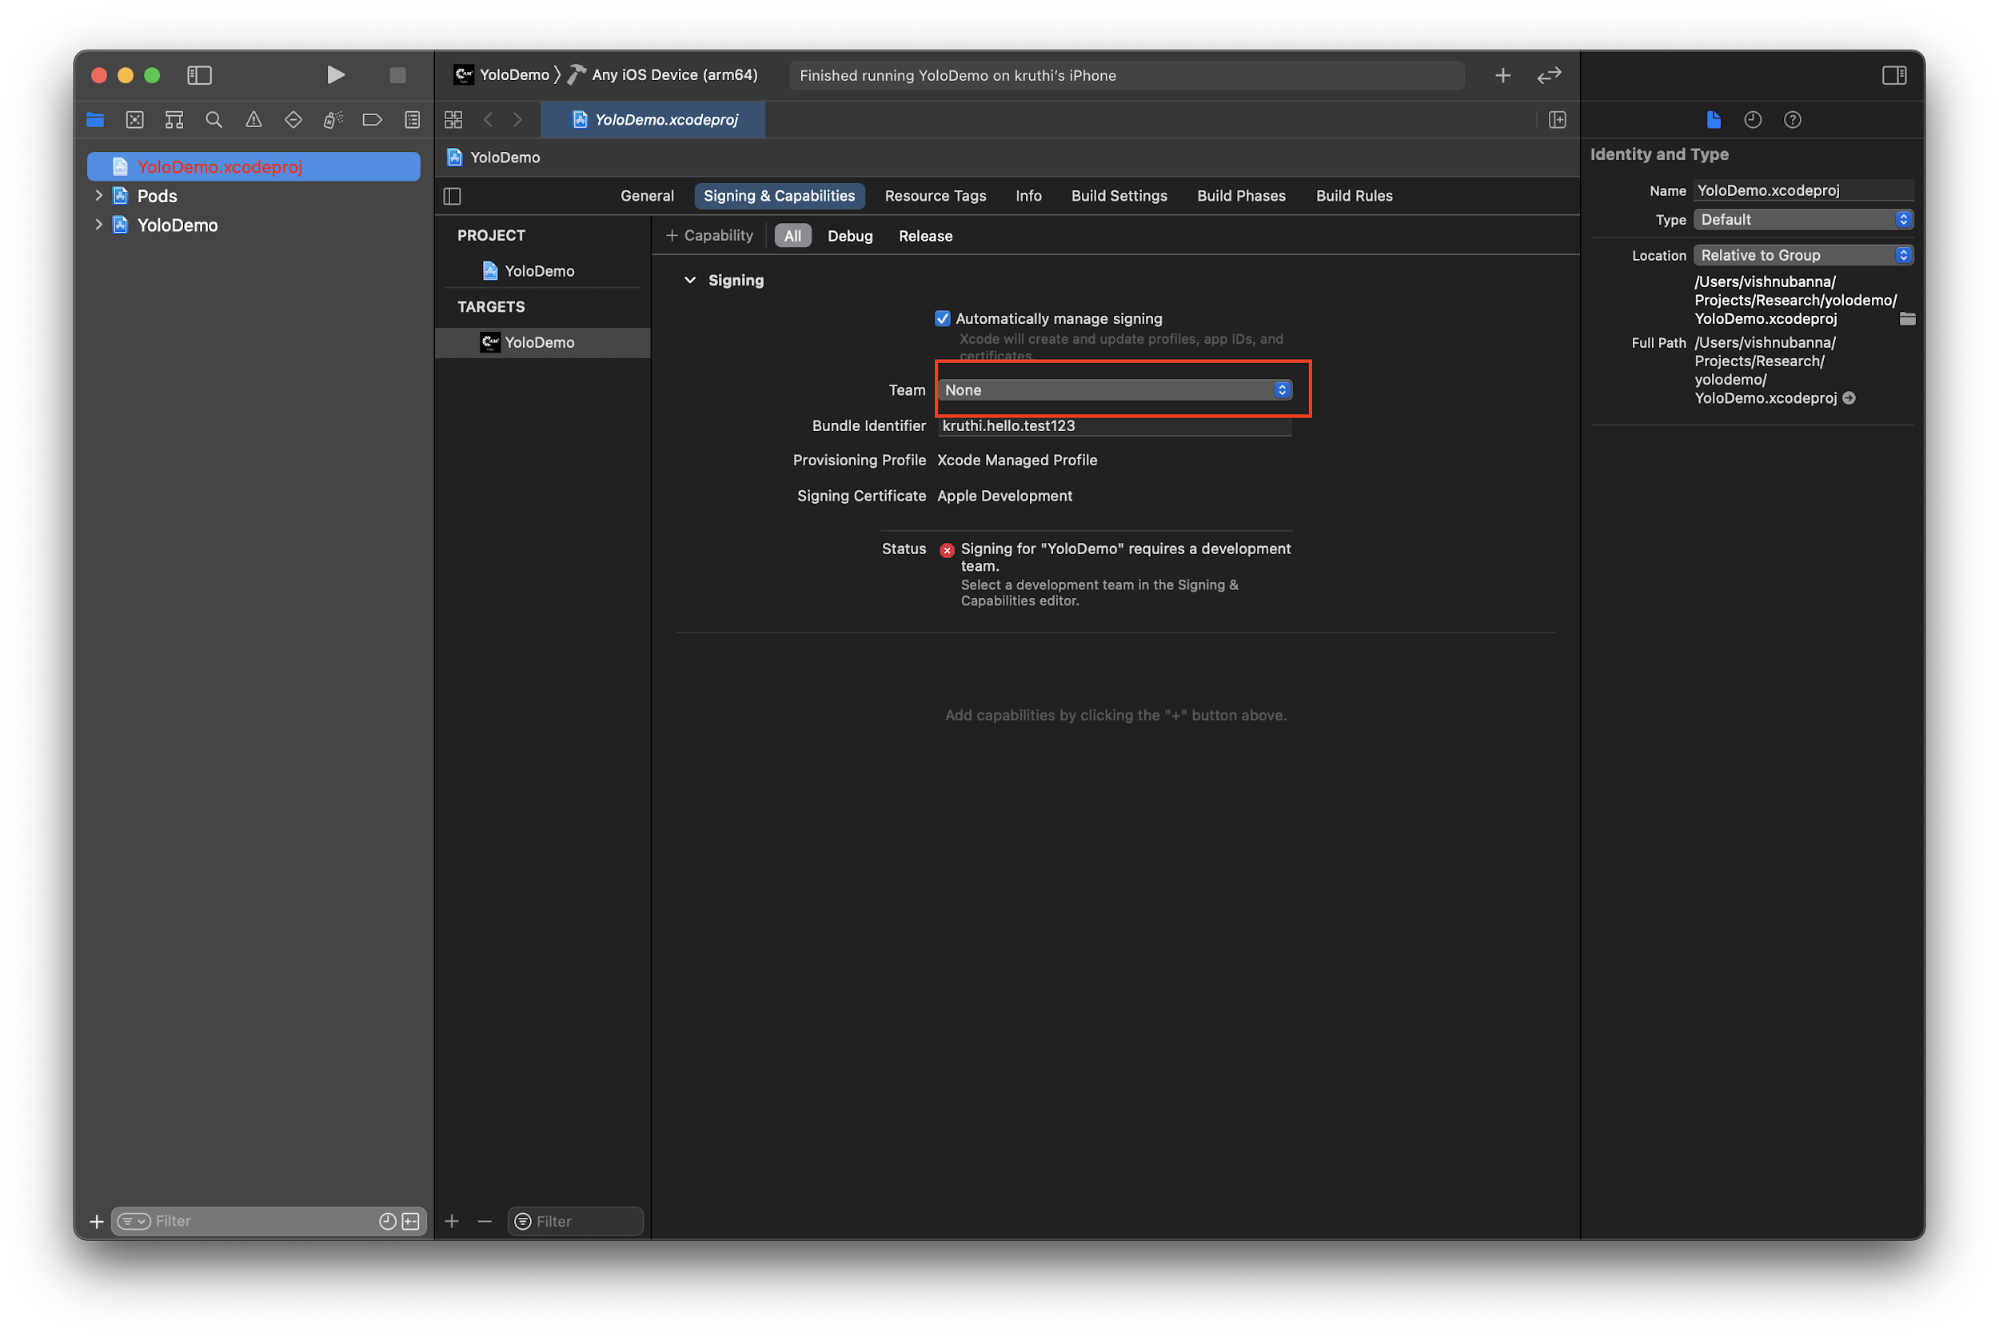 YoloDemo
Any iOS Device (arm64)
Finished running YoloDemo on kruthi's iPhone
YoloDemo.xcodeproj
YoloDemo.xcodeproj
Pods
YoloDemo
YoloDemo
General
Signing & Capabilities
Resource Tags
Info
Build Settings
Build Phases
Build Rules
PROJECT
YoloDemo
TARGETS
YoloDemo
+ Capability
All
Debug
Release
Signing
Automatically manage signing
Xcode will create and update profiles, app IDs, and
certificates.
Team None
Bundle Identifier kruthi.hello.test123
Provisioning Profile Xcode Managed Profile
Signing Certificate Apple Development
Status Signing for "YoloDemo" requires a development
team.
Select a development team in the Signing &
Capabilities editor.
Add capabilities by clicking the "+" button above.
Identity and Type
Name YoloDemo.xcodeproj
Type Default
Location Relative to Group
/Users/vishnubanna/
Projects/Research/yolodemo/
YoloDemo.xcodeproj
Full Path /Users/vishnubanna/
Projects/Research/
yolodemo/
YoloDemo.xcodeproj
Filter
Filter